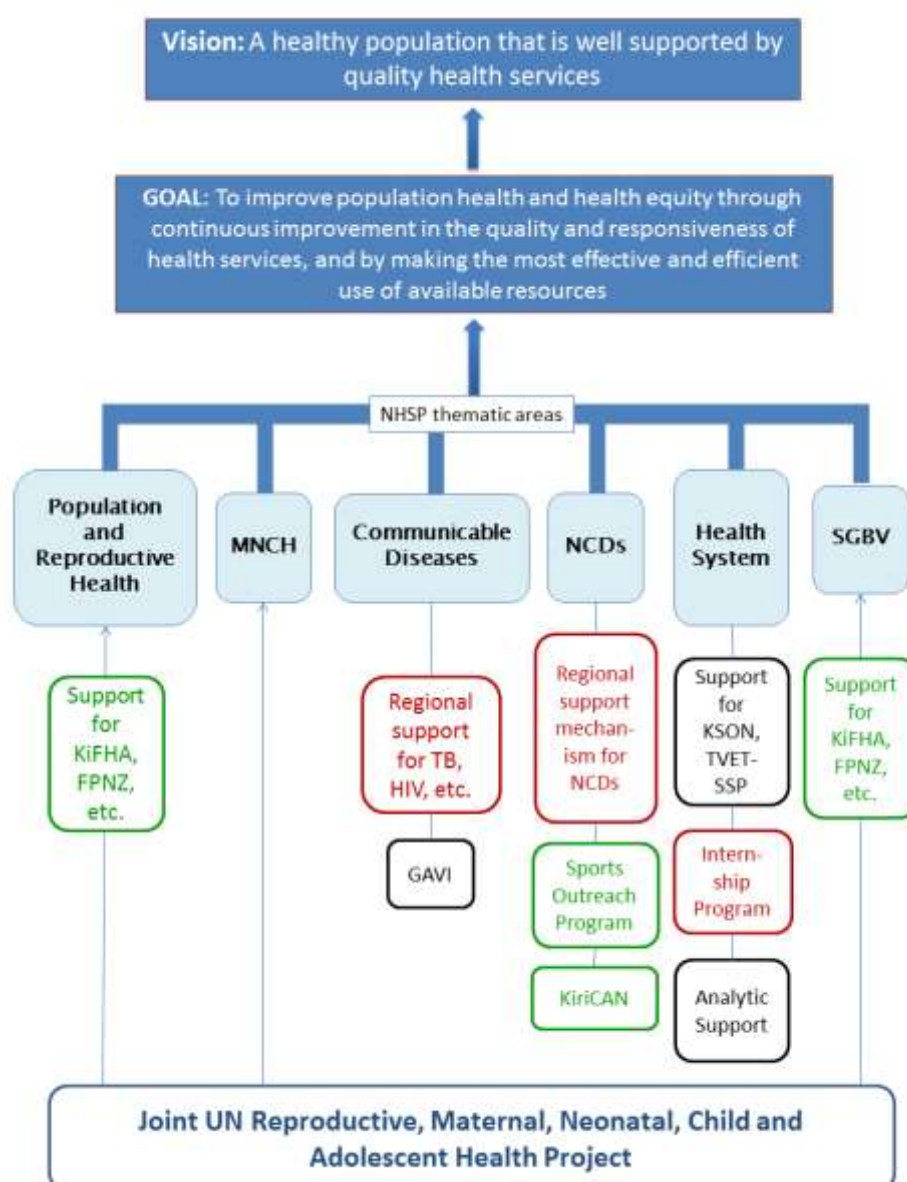 Vision: A healthy population that is well supported by
quality health services
GOAL: To improve population health and health equity through
continuous improvement in the quality and responsiveness of
health services, and by making the most effective and efficient
use of available resources
NHSP thematic areas
Population
and
Reproductive
Health
MNCH
Communicable
Diseases
NCDs
Health
System
SGBV
Support
for
KiFHA,
FPNZ,
etc.
Regional
support
for TB,
HIV, etc.
GAVI
Regional
support
mechan-
ism for
NCDs
Sports
Outreach
Program
KiriCAN
Support
for
KSON,
TVET-
SSP
Intern-
ship
Program
Analytic
Support
Support
for
KiFHA,
FPNZ,
etc.
Joint UN Reproductive, Maternal, Neonatal, Child and
Adolescent Health Project